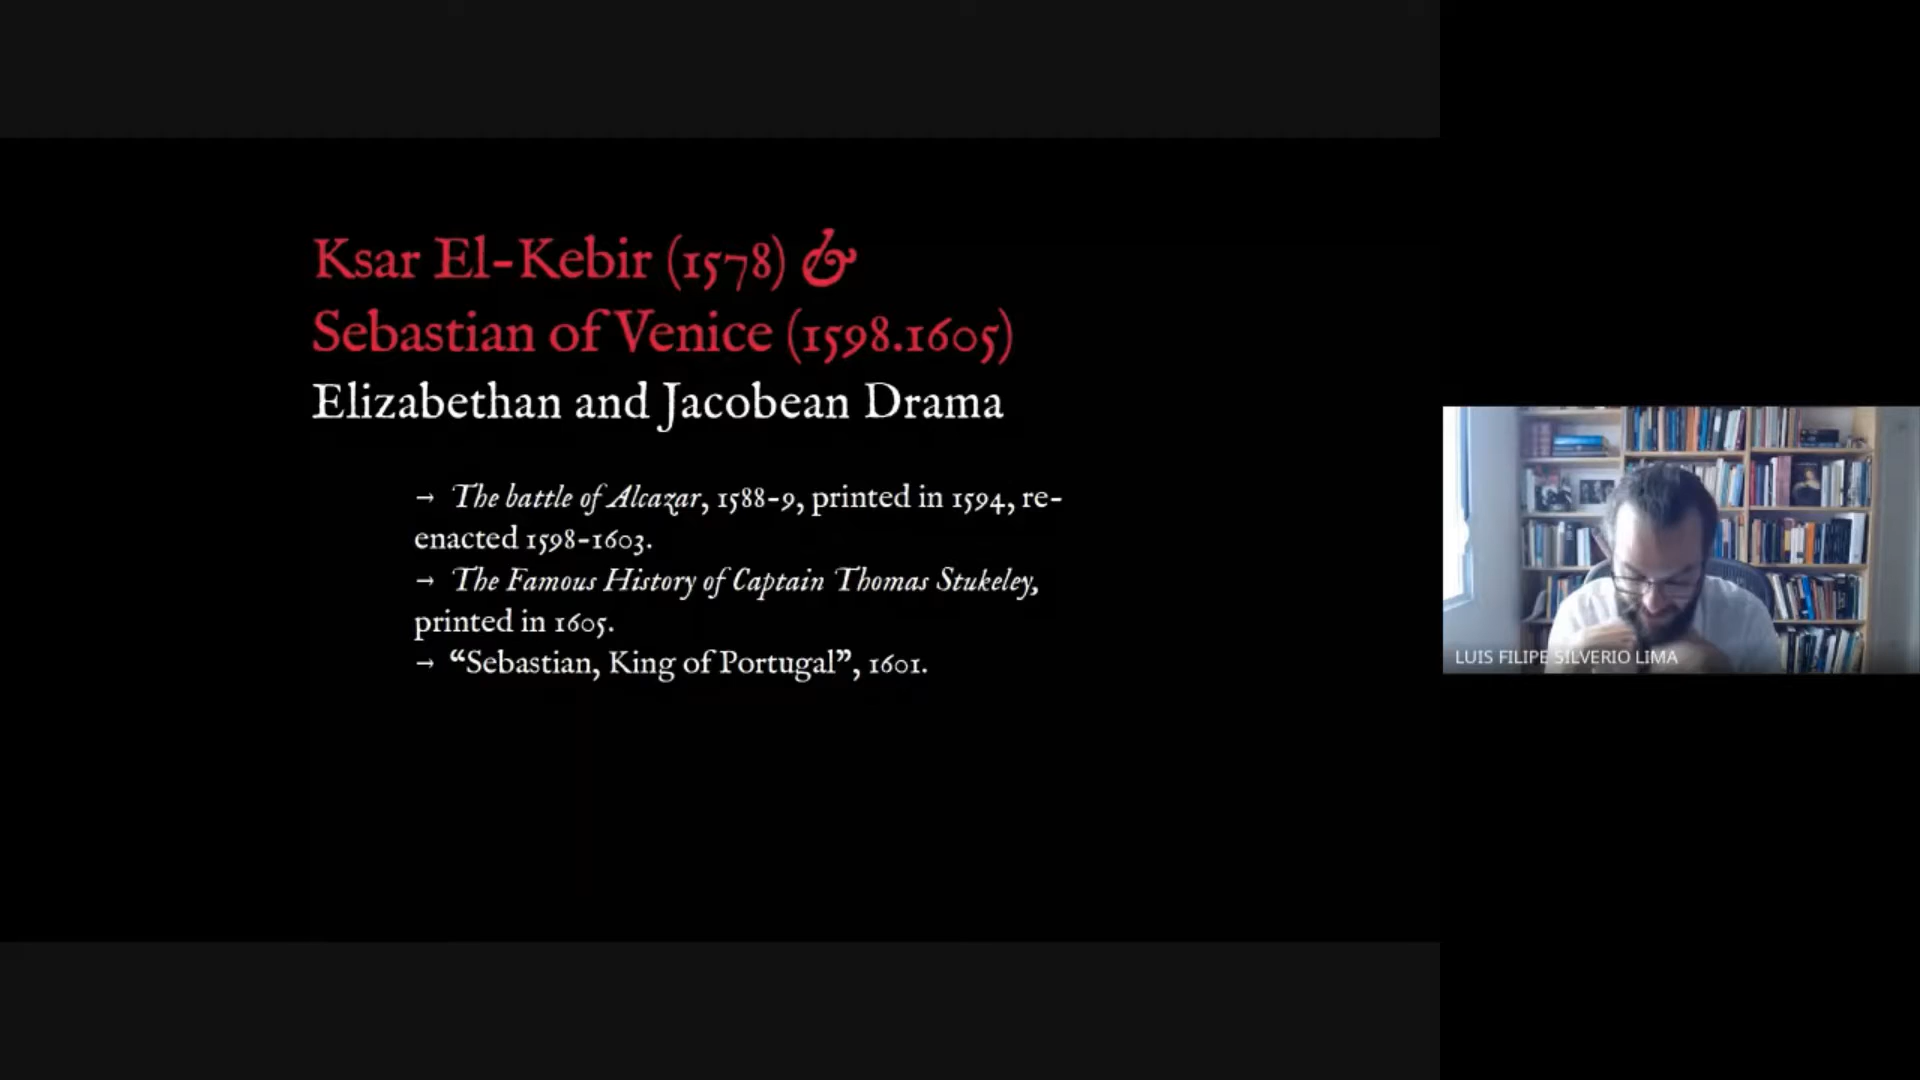 Ksar El-Kebir (1578) &
Sebastian of Venice (1598.1605)
Elizabethan and Jacobean Drama
→ The battle of Alcazar, 1588-9, printed in 1594, re-
enacted 1598-1603.
→ The Famous History of Captain Thomas Stukeley,
printed in 1605.
→ “Sebastian, King of Portugal”, 1601.
LUIS FILIPE SILVERIO LIMA